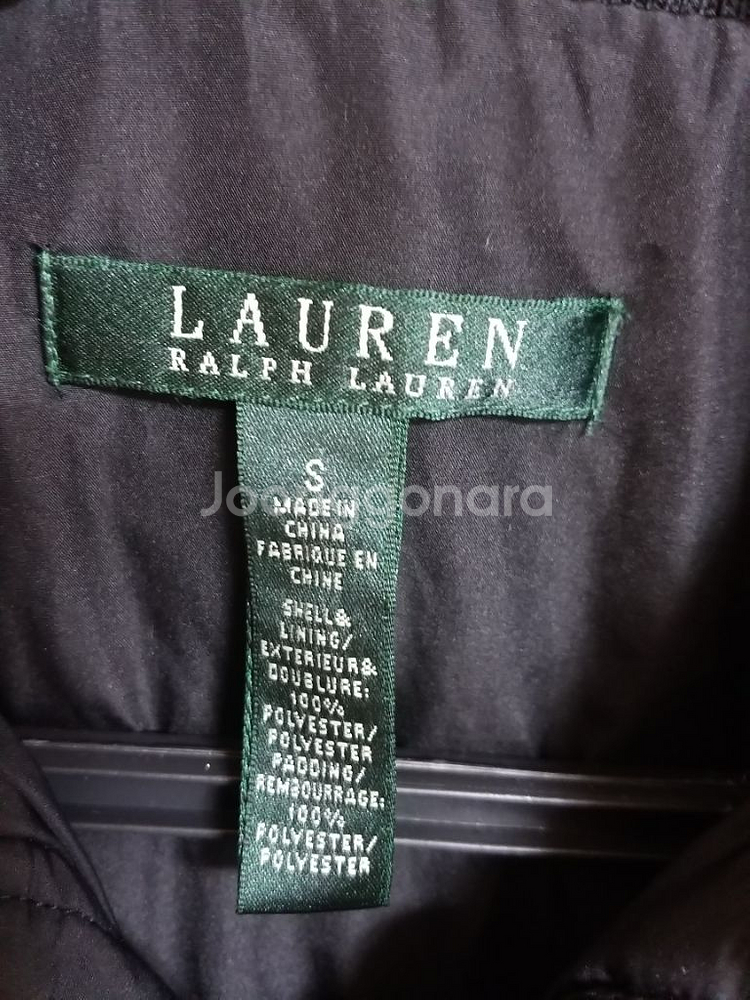 LAUREN
RALPH LAUREN
S
Joonggonara
MADE IN
CHINA
FABRIQUE EN
CHINE
SHELL&
LINING/
EXTERIEUR&
DOUBLURE:
100%
POLYESTER/
POLYESTER
PADDING/
REMBOURRAGE:
100%
POLYESTER/
POLYESTER